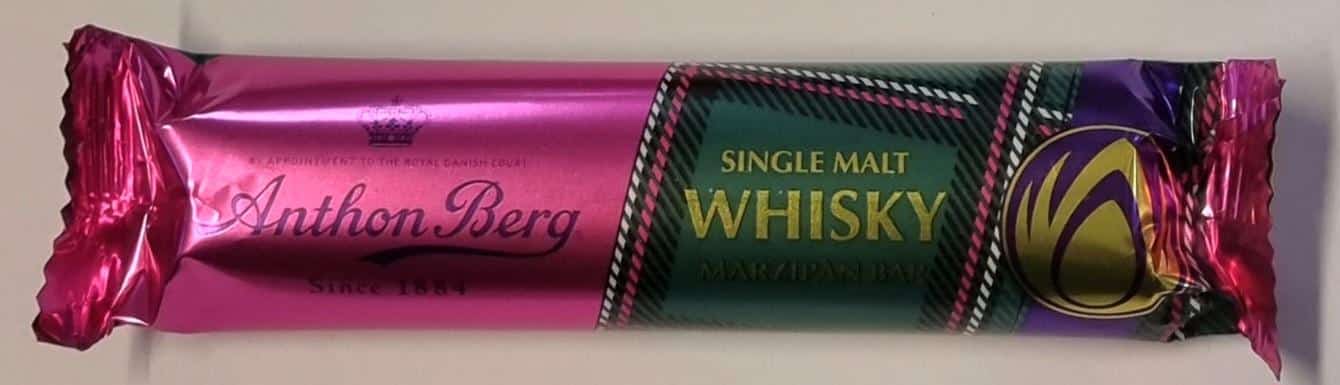 BY APPOINTMENT TO THE ROYAL DANISH COURT
Anthon Berg
Since 1884
SINGLE MALT
WHISKY
MARZIPAN BAR